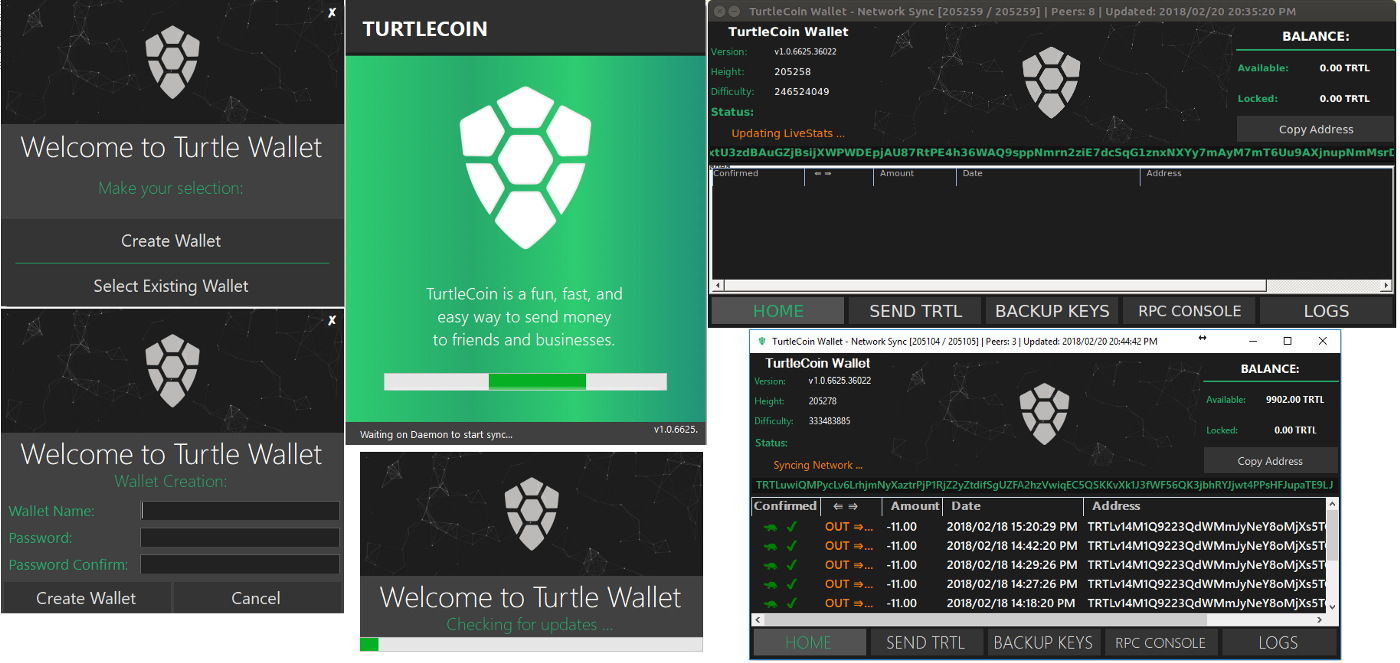 X
Welcome to Turtle Wallet
Make your selection:
Create Wallet
Select Existing Wallet
X
Welcome to Turtle Wallet
Wallet Creation:
Wallet Name:
Password:
Password Confirm:
Create Wallet Cancel
TURTLECOIN
TurtleCoin is a fun, fast, and
easy way to send money
to friends and businesses.
Waiting on Daemon to start sync... v1.0.6625.
Welcome to Turtle Wallet
Checking for updates ...
TurtleCoin Wallet - Network Sync [205259 / 205259] | Peers: 8 | Updated: 2018/02/20 20:35:20 PM
TurtleCoin Wallet
Version: v1.0.6625.36022
Height: 205258
Difficulty: 246524049
Status:
Updating LiveStats ...
BALANCE:
Available: 0.00 TRTL
Locked: 0.00 TRTL
Copy Address
xtU3zdBAuGZjBsijXWPWDEpjAU87RtPE4h36WAQ9sppNmrn2ziE7dcSqG1znxNXYy7mAyM7mT6Uu9AXjnupNmMsrD
Confirmed ⇐ ⇒ Amount Date Address
HOME SEND TRTL BACKUP KEYS RPC CONSOLE LOGS
TurtleCoin Wallet - Network Sync [205104 / 205105] | Peers: 3 | Updated: 2018/02/20 20:44:42 PM
TurtleCoin Wallet
Version: v1.0.6625.36022
Height: 205278
Difficulty: 333483885
Status:
Syncing Network ...
BALANCE:
Available: 9902.00 TRTL
Locked: 0.00 TRTL
Copy Address
TRTLuwiQMPycLv6LrhjmNyXaztrPjP1RjZ2yZtdifSgUZFA2hzVwiqEC5QSKKvXk1J3fWF56QK3jbhRYJjwt4PPsHFJupaTE9LJ
Confirmed ⇐ ⇒ Amount Date Address
OUT ⇒... -11.00 2018/02/18 15:20:29 PM TRTLv14M1Q9223QdWMmJyNeY8oMjXs5T
OUT ⇒... -11.00 2018/02/18 14:42:20 PM TRTLv14M1Q9223QdWMmJyNeY8oMjXs5T
OUT ⇒... -11.00 2018/02/18 14:29:26 PM TRTLv14M1Q9223QdWMmJyNeY8oMjXs5T
OUT ⇒... -11.00 2018/02/18 14:27:26 PM TRTLv14M1Q9223QdWMmJyNeY8oMjXs5T
OUT ⇒... -11.00 2018/02/18 14:18:20 PM TRTLv14M1Q9223QdWMmJyNeY8oMjXs5T
HOME SEND TRTL BACKUP KEYS RPC CONSOLE LOGS